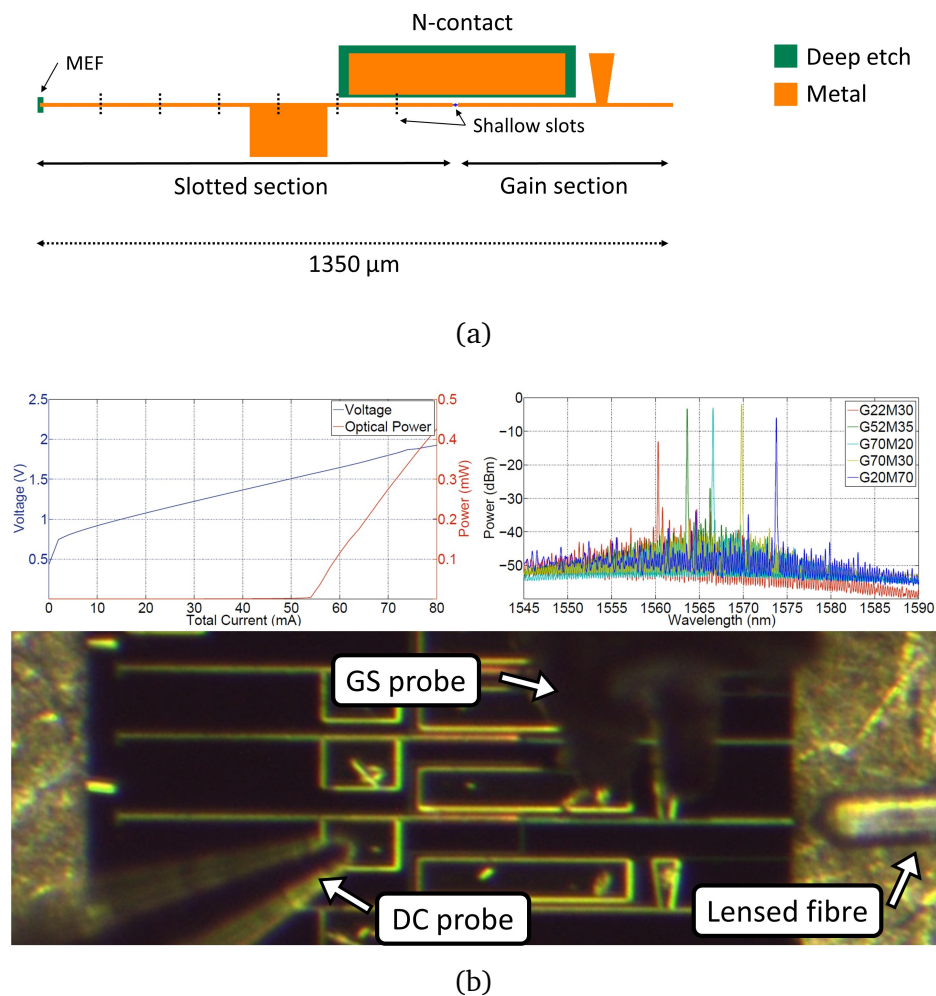 N-contact
MEF
Deep etch
Metal
Shallow slots
Slotted section
Gain section
1350 μm
(a)
2.5
2
1.5
1
0.5
Voltage (V)
0.5
0.4
0.3
0.2
0.1
Power (mW)
Voltage
Optical Power
0 10 20 30 40 50 60 70 80
Total Current (mA)
0
−10
−20
−30
−40
−50
Power (dBm)
G22M30
G52M35
G70M20
G70M30
G20M70
1545 1550 1555 1560 1565 1570 1575 1580 1585 1590
Wavelength (nm)
GS probe
DC probe
Lensed fibre
(b)